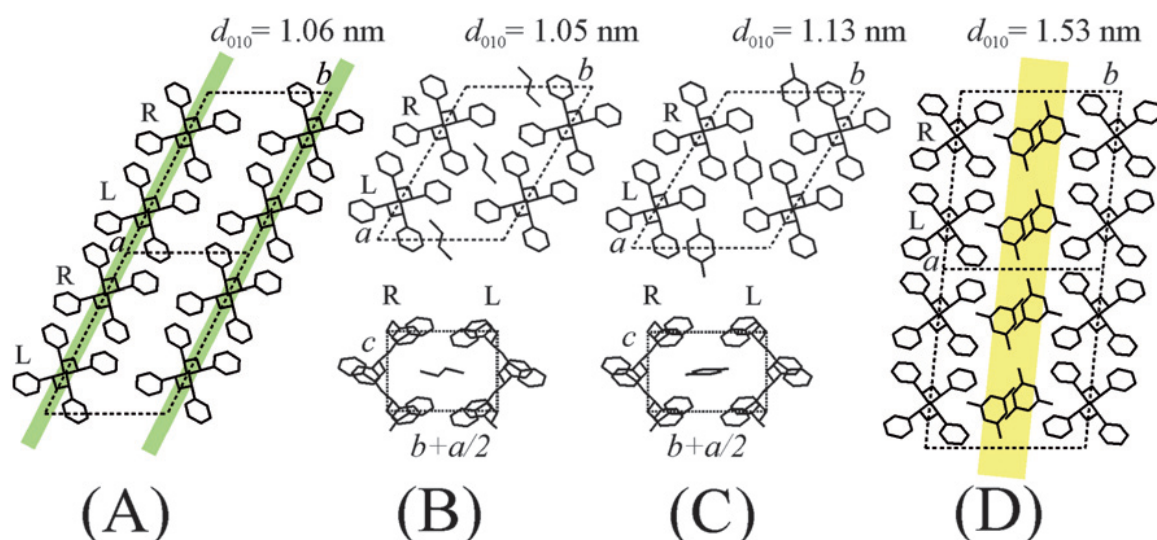 d010= 1.06 nm
d010= 1.05 nm
d010= 1.13 nm
d010= 1.53 nm
b
b
b
b
R
R
R
R
L
L
L
L
a
a
a
a
R
R L
R L
c
c
L
b+a/2
b+a/2
(A)
(B)
(C)
(D)